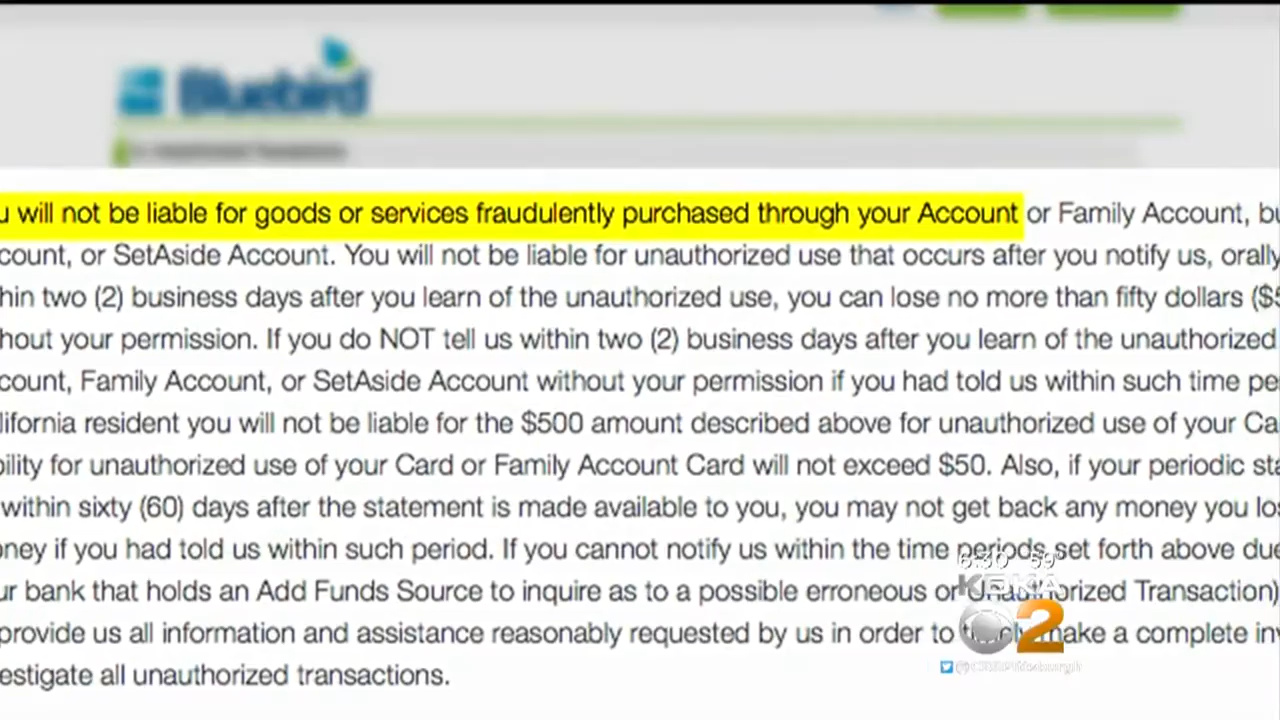 Bluebird
u will not be liable for goods or services fraudulently purchased through your Account or Family Account, bu
count, or SetAside Account. You will not be liable for unauthorized use that occurs after you notify us, orally
hin two (2) business days after you learn of the unauthorized use, you can lose no more than fifty dollars ($5
hout your permission. If you do NOT tell us within two (2) business days after you learn of the unauthorized
count, Family Account, or SetAside Account without your permission if you had told us within such time pe
lifornia resident you will not be liable for the $500 amount described above for unauthorized use of your Ca
bility for unauthorized use of your Card or Family Account Card will not exceed $50. Also, if your periodic sta
within sixty (60) days after the statement is made available to you, you may not get back any money you los
oney if you had told us within such period. If you cannot notify us within the time periods set forth above due
6:30 59°
KDKA
ur bank that holds an Add Funds Source to inquire as to a possible erroneous or Unauthorized Transaction)
provide us all information and assistance reasonably requested by us in order to timely make a complete inv
2
estigate all unauthorized transactions.